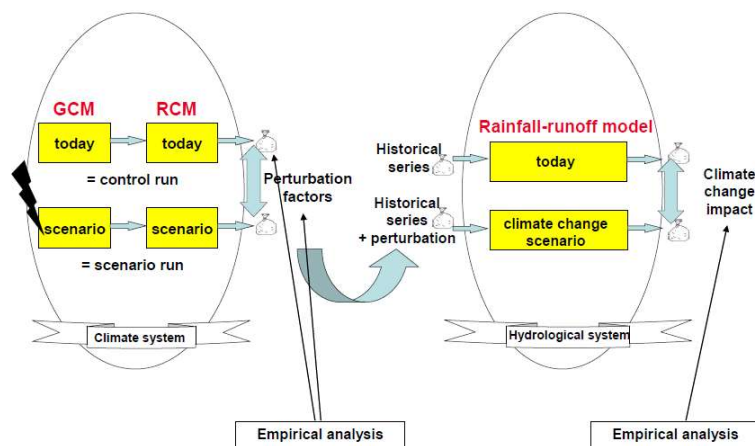 GCM
RCM
today
today
= control run
Perturbation
factors
scenario
scenario
= scenario run
Climate system
Empirical analysis
Rainfall-runoff model
Historical
series
today
Historical
series
+ perturbation
climate change
scenario
Climate
change
impact
Hydrological system
Empirical analysis